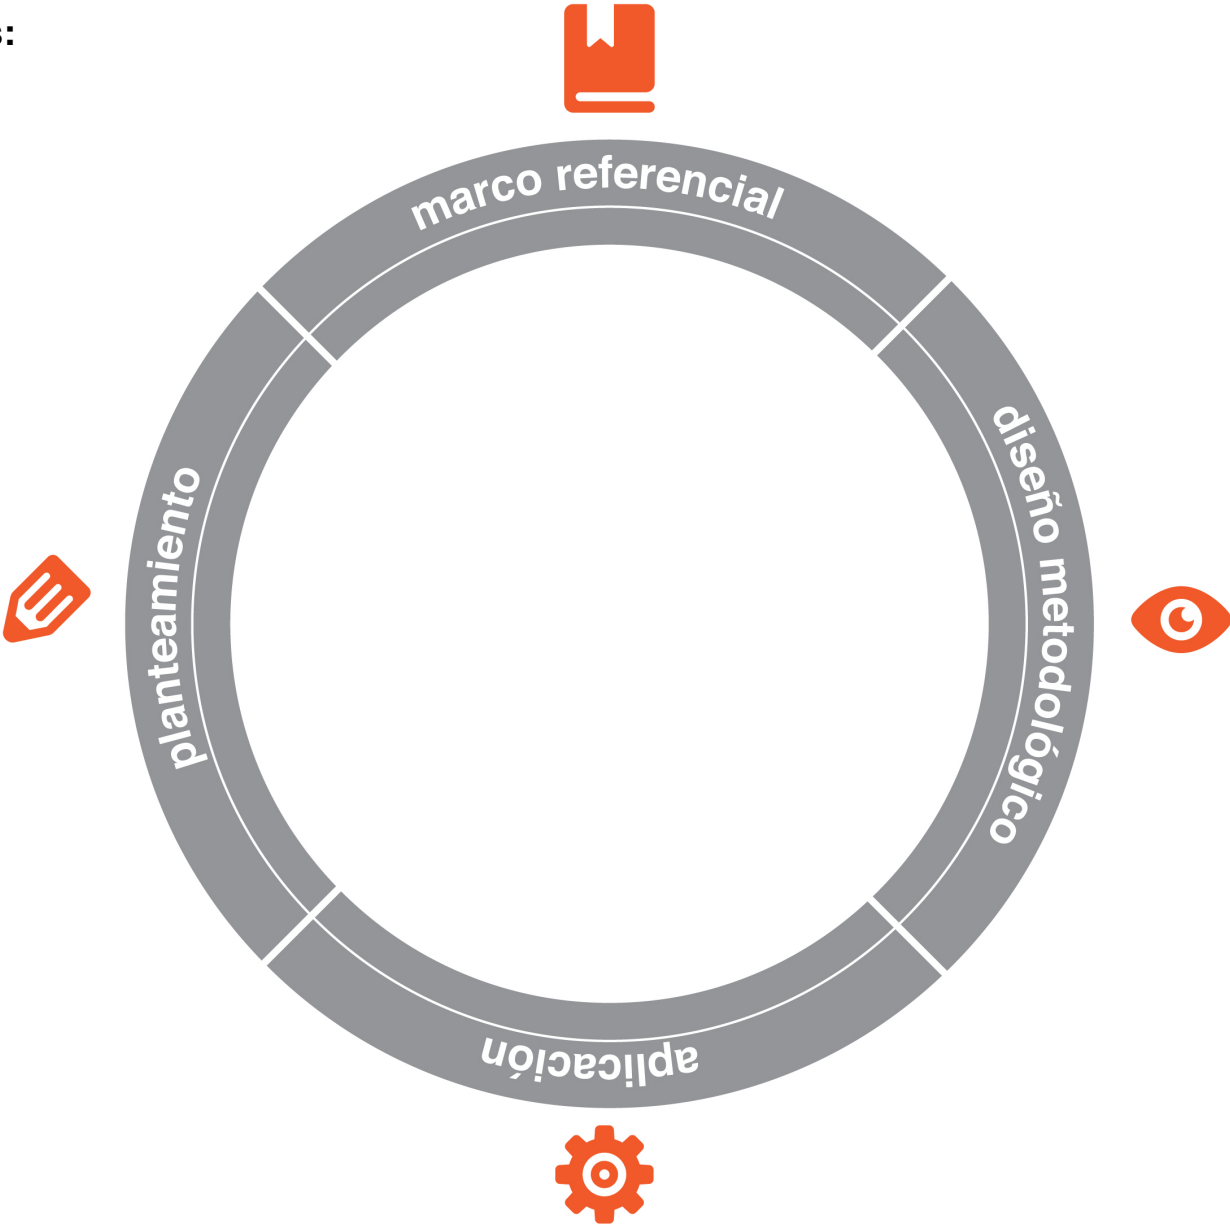 s:
marco referencial
diseño metodológico
aplicación
planteamiento